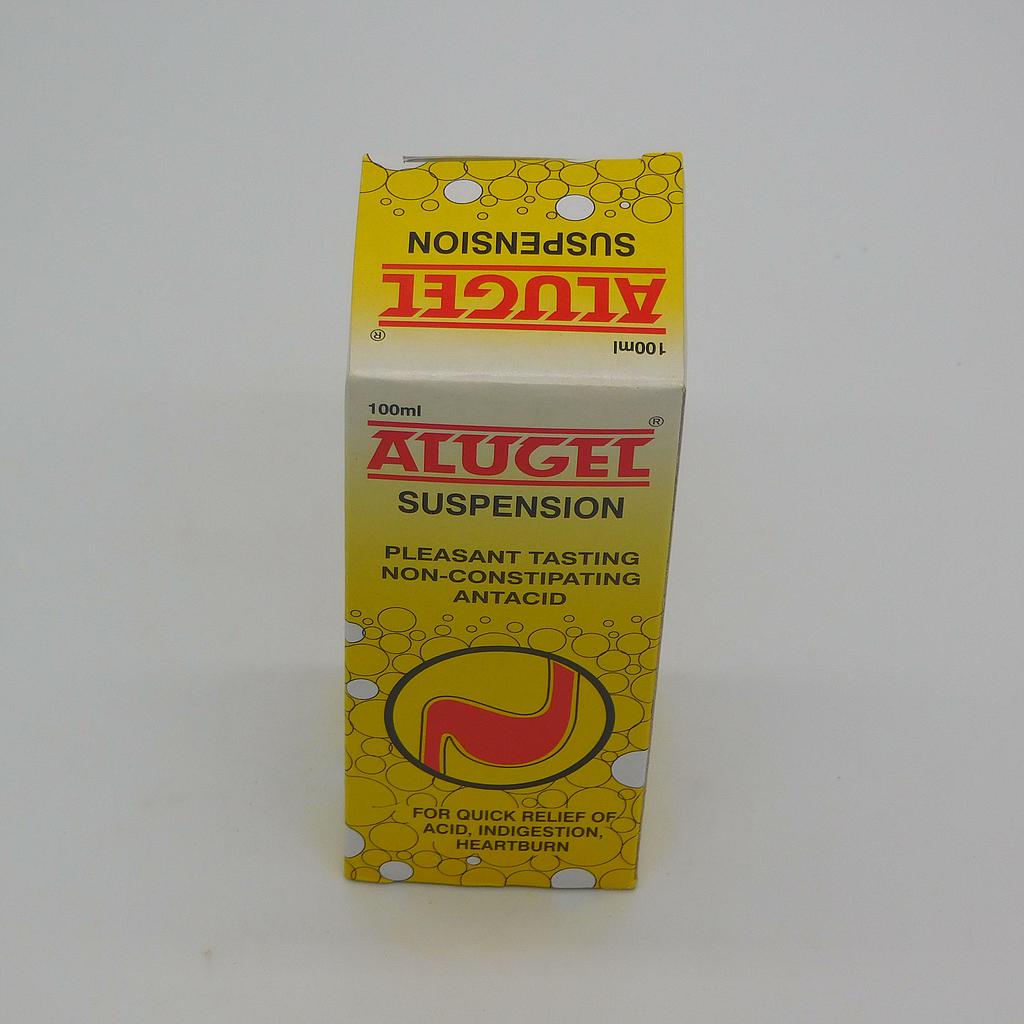 SUSPENSION
ALUGEL®
100ml
100ml
ALUGEL®
SUSPENSION
PLEASANT TASTING
NON-CONSTIPATING
ANTACID
FOR QUICK RELIEF OF
ACID, INDIGESTION,
HEARTBURN